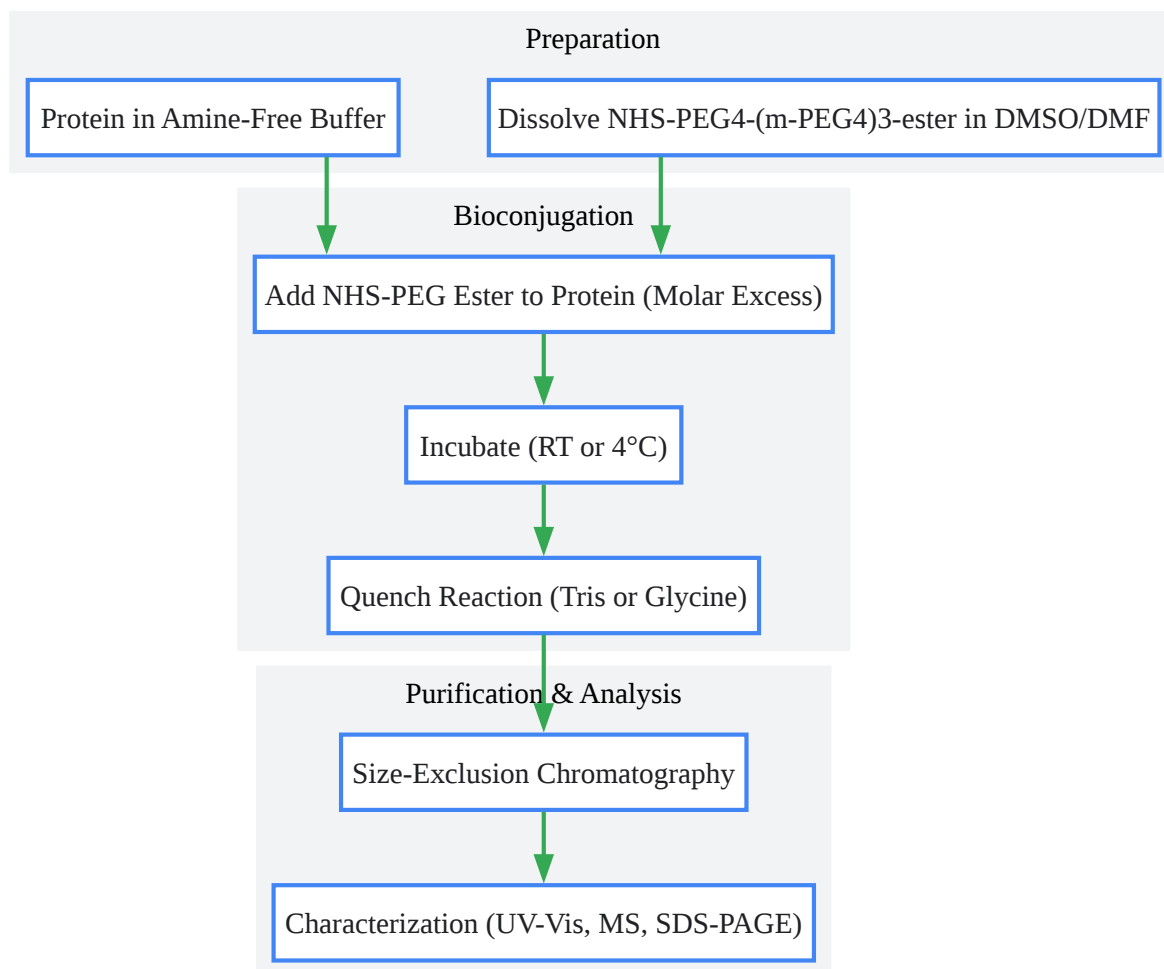 Preparation
Protein in Amine-Free Buffer
Dissolve NHS-PEG4-(m-PEG4)3-ester in DMSO/DMF
Bioconjugation
Add NHS-PEG Ester to Protein (Molar Excess)
Incubate (RT or 4°C)
Quench Reaction (Tris or Glycine)
Purification & Analysis
Size-Exclusion Chromatography
Characterization (UV-Vis, MS, SDS-PAGE)